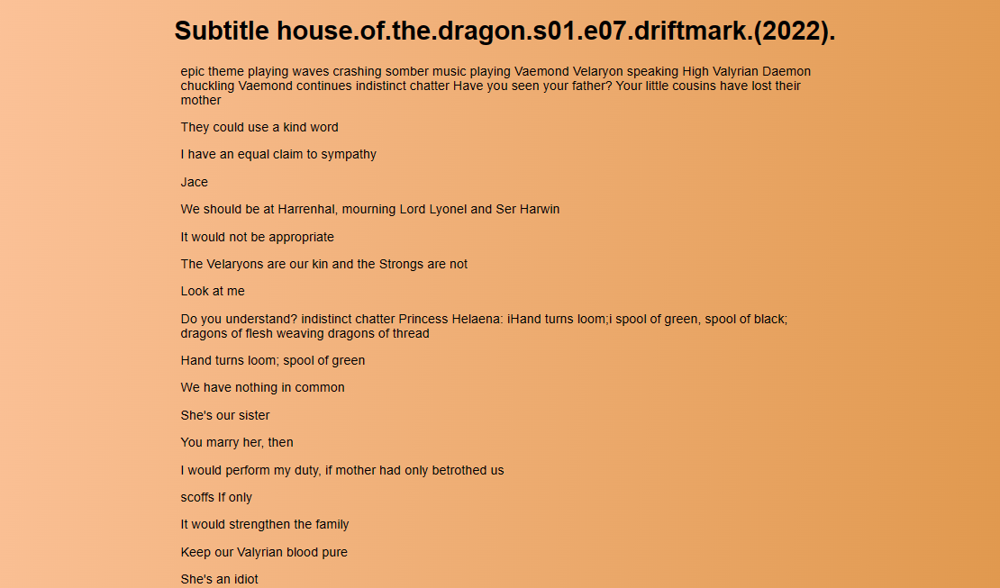 Subtitle house.of.the.dragon.s01.e07.driftmark.(2022).
epic theme playing waves crashing somber music playing Vaemond Velaryon speaking High Valyrian Daemon
chuckling Vaemond continues indistinct chatter Have you seen your father? Your little cousins have lost their
mother
They could use a kind word
I have an equal claim to sympathy
Jace
We should be at Harrenhal, mourning Lord Lyonel and Ser Harwin
It would not be appropriate
The Velaryons are our kin and the Strongs are not
Look at me
Do you understand? indistinct chatter Princess Helaena: iHand turns loom;i spool of green, spool of black;
dragons of flesh weaving dragons of thread
Hand turns loom; spool of green
We have nothing in common
She's our sister
You marry her, then
I would perform my duty, if mother had only betrothed us
scoffs If only
It would strengthen the family
Keep our Valyrian blood pure
She's an idiot